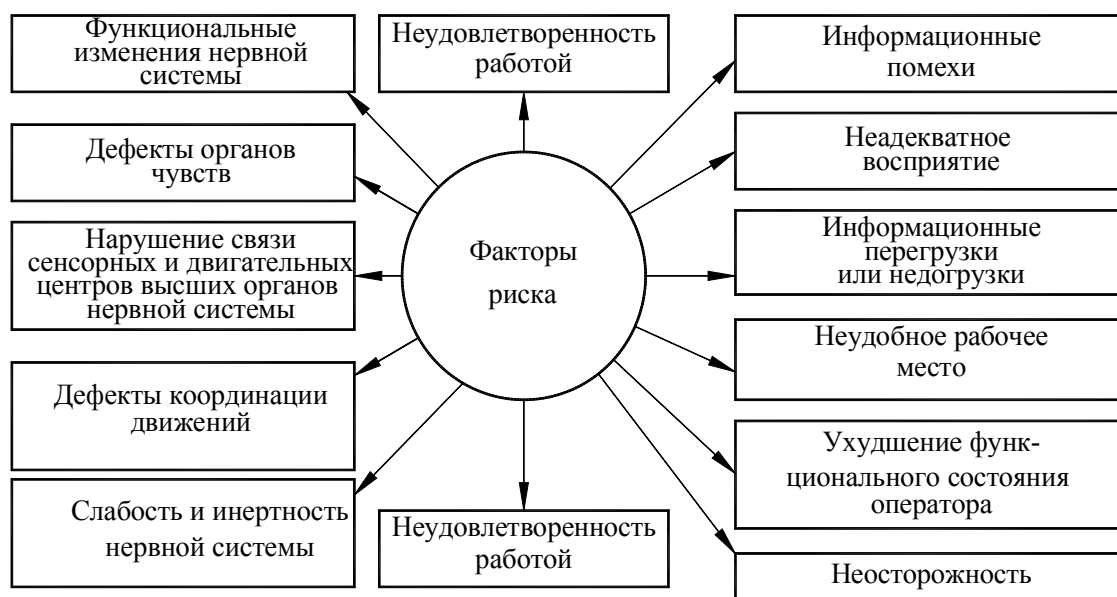 Функциональные
изменения нервной
системы
Дефекты органов
чувств
Нарушение связи
сенсорных и двигательных
центров высших органов
нервной системы
Дефекты координации
движений
Слабость и инертность
нервной системы
Неудовлетворенность
работой
Факторы
риска
Неудовлетворенность
работой
Информационные
помехи
Неадекватное
восприятие
Информационные
перегрузки
или недогрузки
Неудобное рабочее
место
Ухудшение функ-
ционального состояния
оператора
Неосторожность